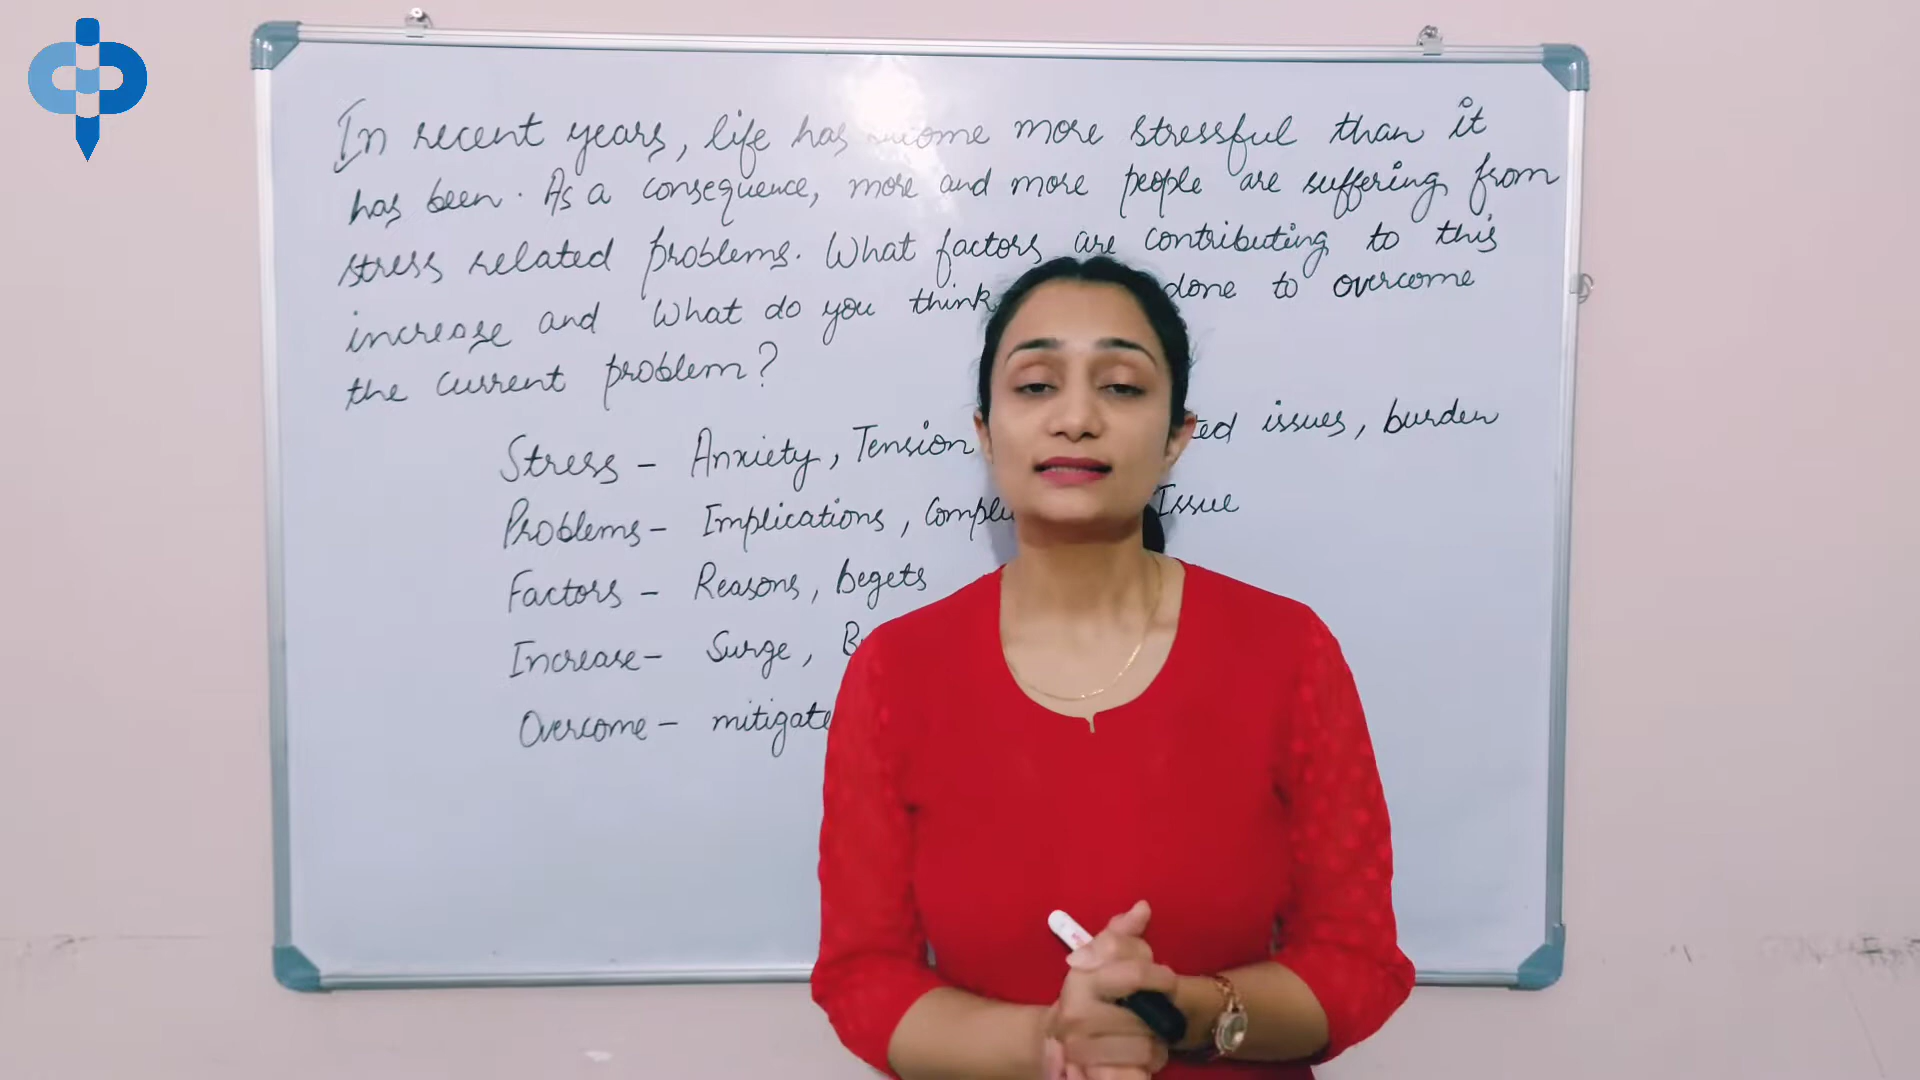 In recent years, life has become more stressful than it
has been. As a consequence, more and more people are suffering from
stress related problems. What factors are contributing to this
increase and What do you think done to overcome
the current problem?
Stress - Anxiety, Tension issues, burden
Problems - Implications, Issue
Factors - Reasons, begets
Increase - Surge,
Overcome - mitigate